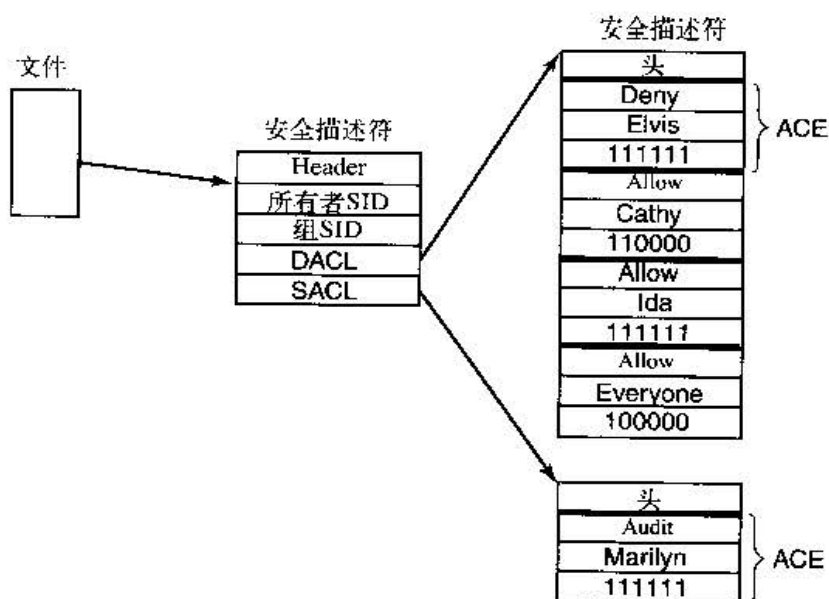 文件
安全描述符
Header
所有者SID
组SID
DACL
SACL
安全描述符
头
Deny
Elvis
111111
ACE
Allow
Cathy
110000
Allow
Ida
111111
Allow
Everyone
100000
头
Audit
Marilyn
111111
ACE